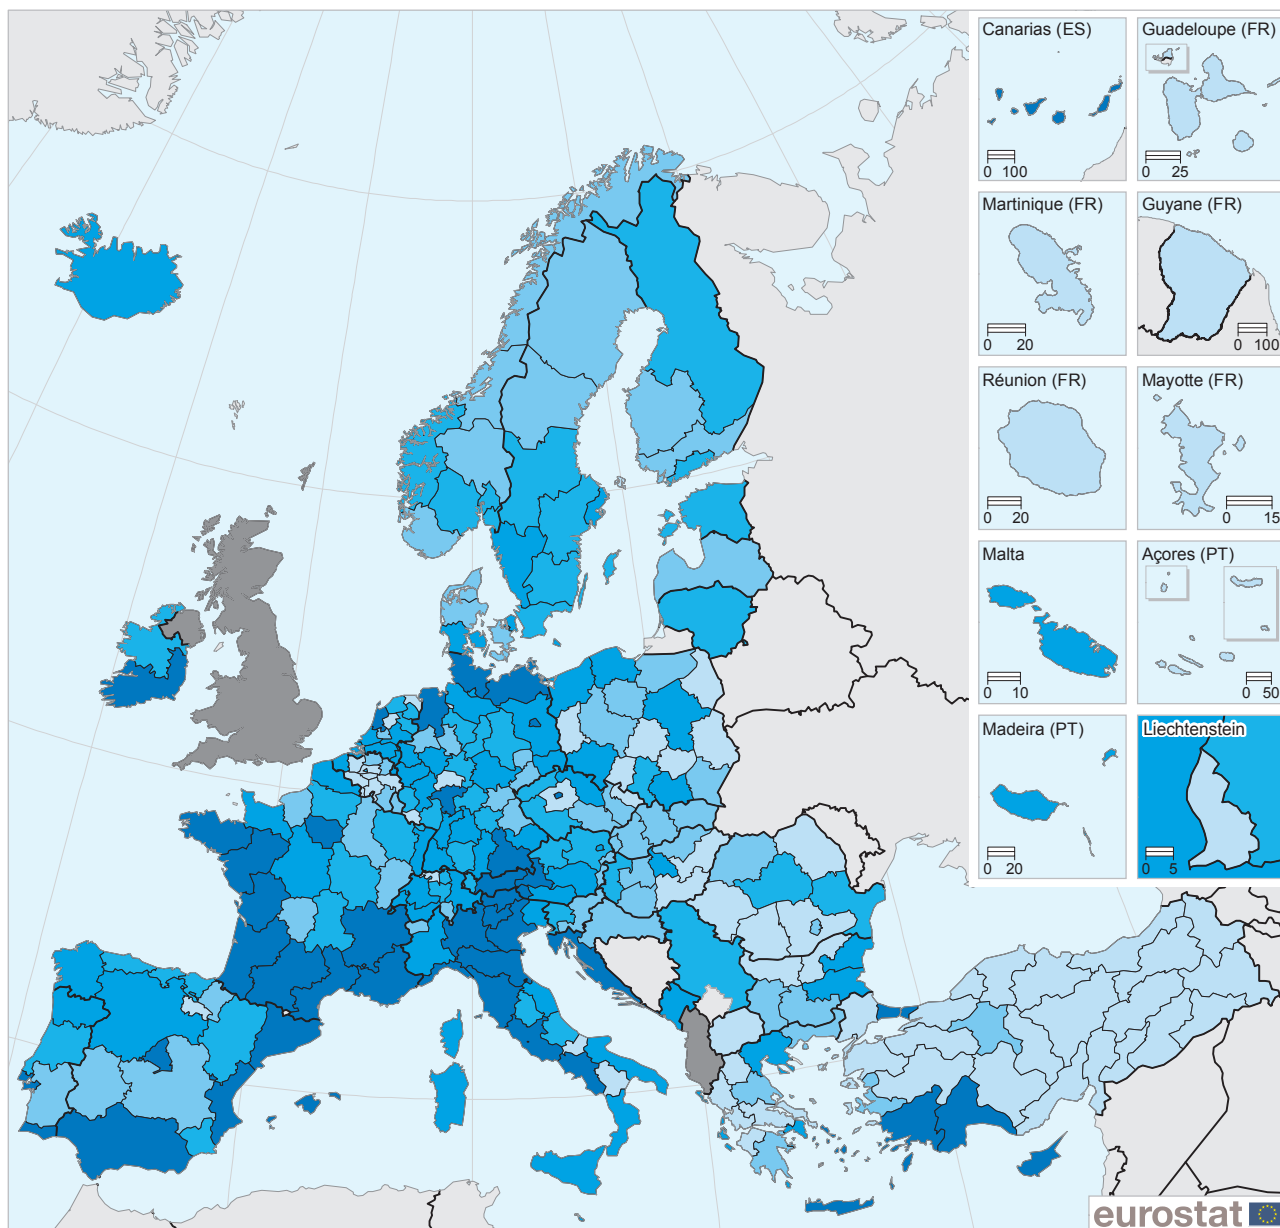 Canarias (ES)
0 100
Guadeloupe (FR)
0 25
Martinique (FR)
0 20
Guyane (FR)
0 100
Réunion (FR)
0 20
Mayotte (FR)
0 15
Malta
0 10
Açores (PT)
0 50
Madeira (PT)
0 20
Liechtenstein
0 5
eurostat